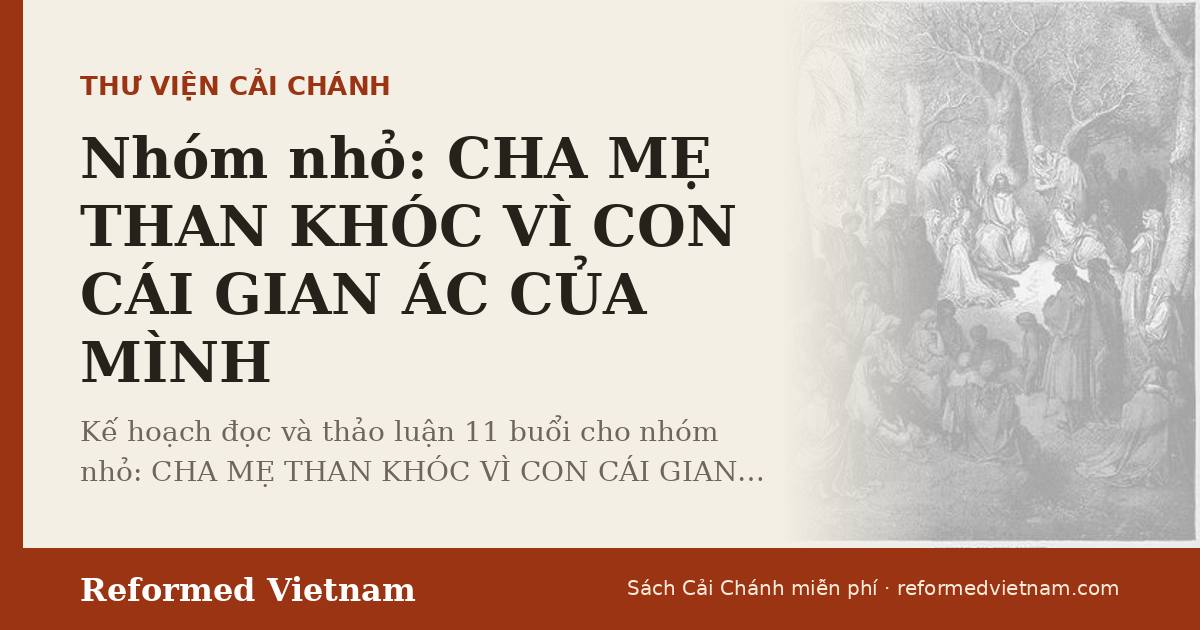 THƯ VIỆN CẢI CHÁNH
Nhóm nhỏ: CHA MẸ
THAN KHÓC VÌ CON
CÁI GIAN ÁC CỦA
MÌNH
Kế hoạch đọc và thảo luận 11 buổi cho nhóm
nhỏ: CHA MẸ THAN KHÓC VÌ CON CÁI GIAN…
Reformed Vietnam
Sách Cải Chánh miễn phí · reformedvietnam.com